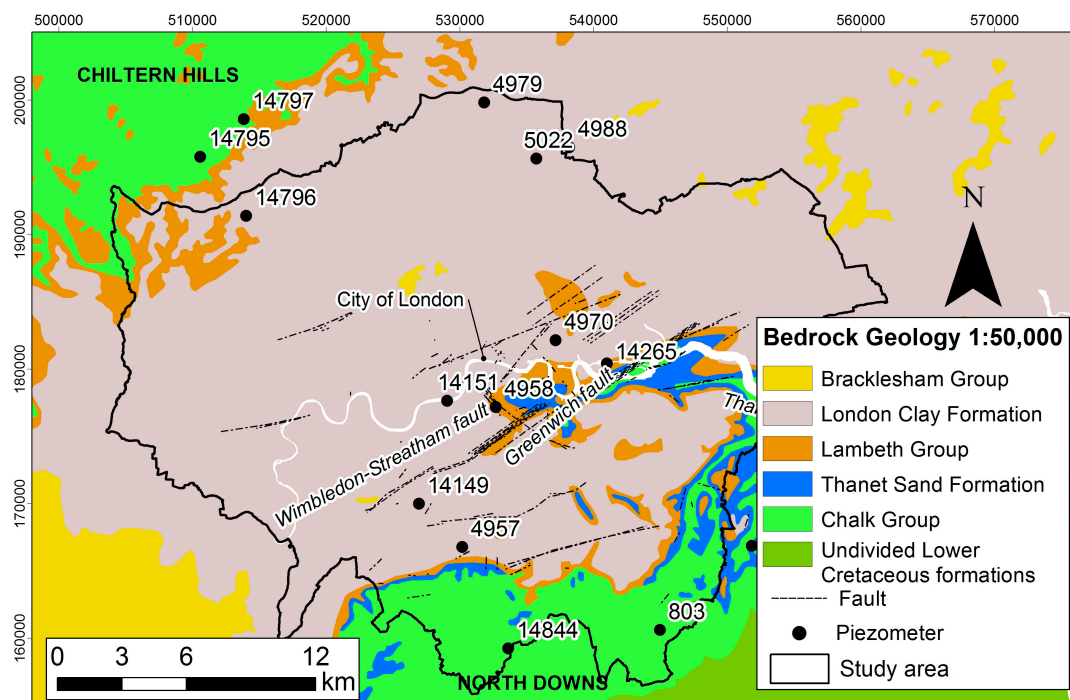 500000 510000 520000 530000 540000 550000 560000 570000
200000
190000
180000
170000
160000
CHILTERN HILLS
4979
14797
4988
14795
5022
14796
N
City of London
4970
14265
14151
4958
Wimbledon-Streatham fault
Greenwich fault
Tha
14149
4957
803
14844
NORTH DOWNS
0 3 6 12
km
Bedrock Geology 1:50,000
Bracklesham Group
London Clay Formation
Lambeth Group
Thanet Sand Formation
Chalk Group
Undivided Lower
Cretaceous formations
Fault
Piezometer
Study area